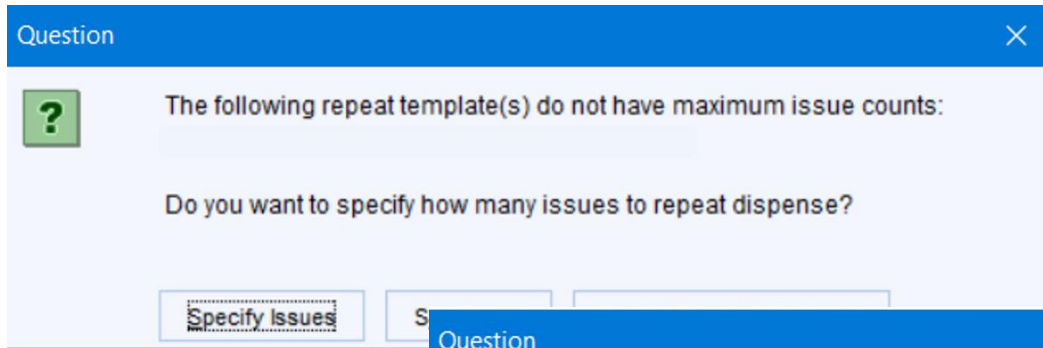 Question
The following repeat template(s) do not have maximum issue counts:
Do you want to specify how many issues to repeat dispense?
Specify Issues
Question